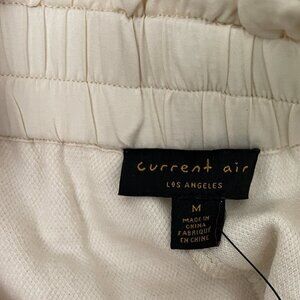 current air
LOS ANGELES
M
MADE IN
CHINA
FABRIQUÉ
EN CHINE